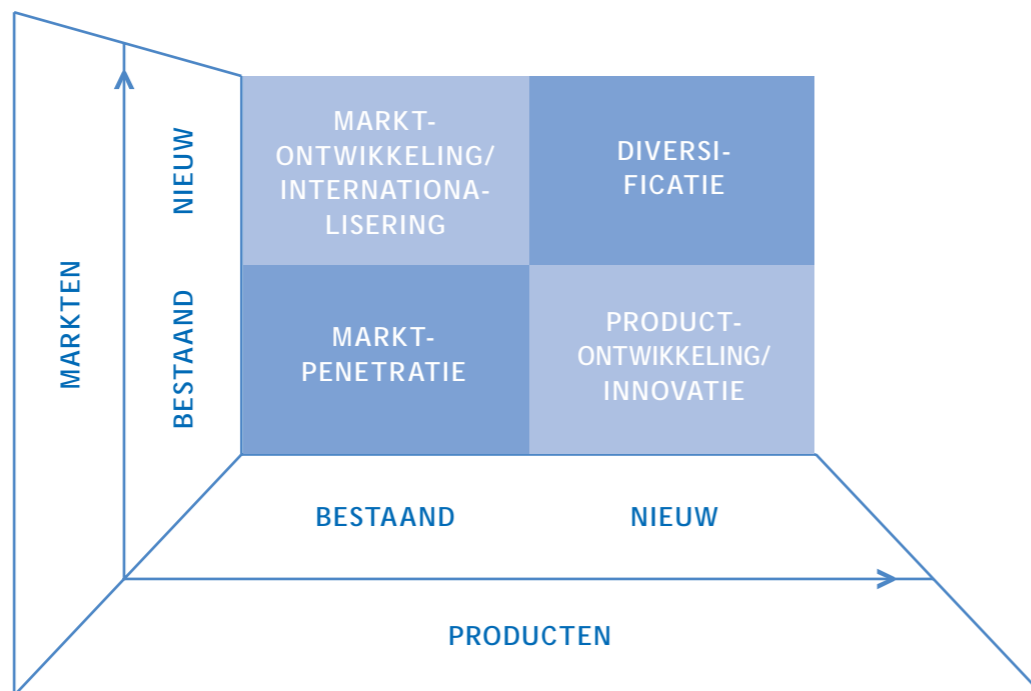 MARKTEN
NIEUW
BESTAAND
MARKT-
ONTWIKKELING/
INTERNATIONA-
LISERING
DIVERSI-
FICATIE
MARKT-
PENETRATIE
PRODUCT-
ONTWIKKELING/
INNOVATIE
BESTAAND
NIEUW
PRODUCTEN